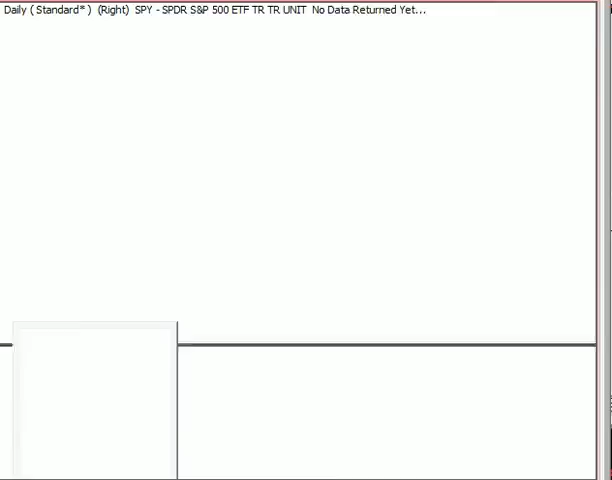 Daily ( Standard* ) (Right) SPY - SPDR S&P 500 ETF TR TR UNIT No Data Returned Yet...